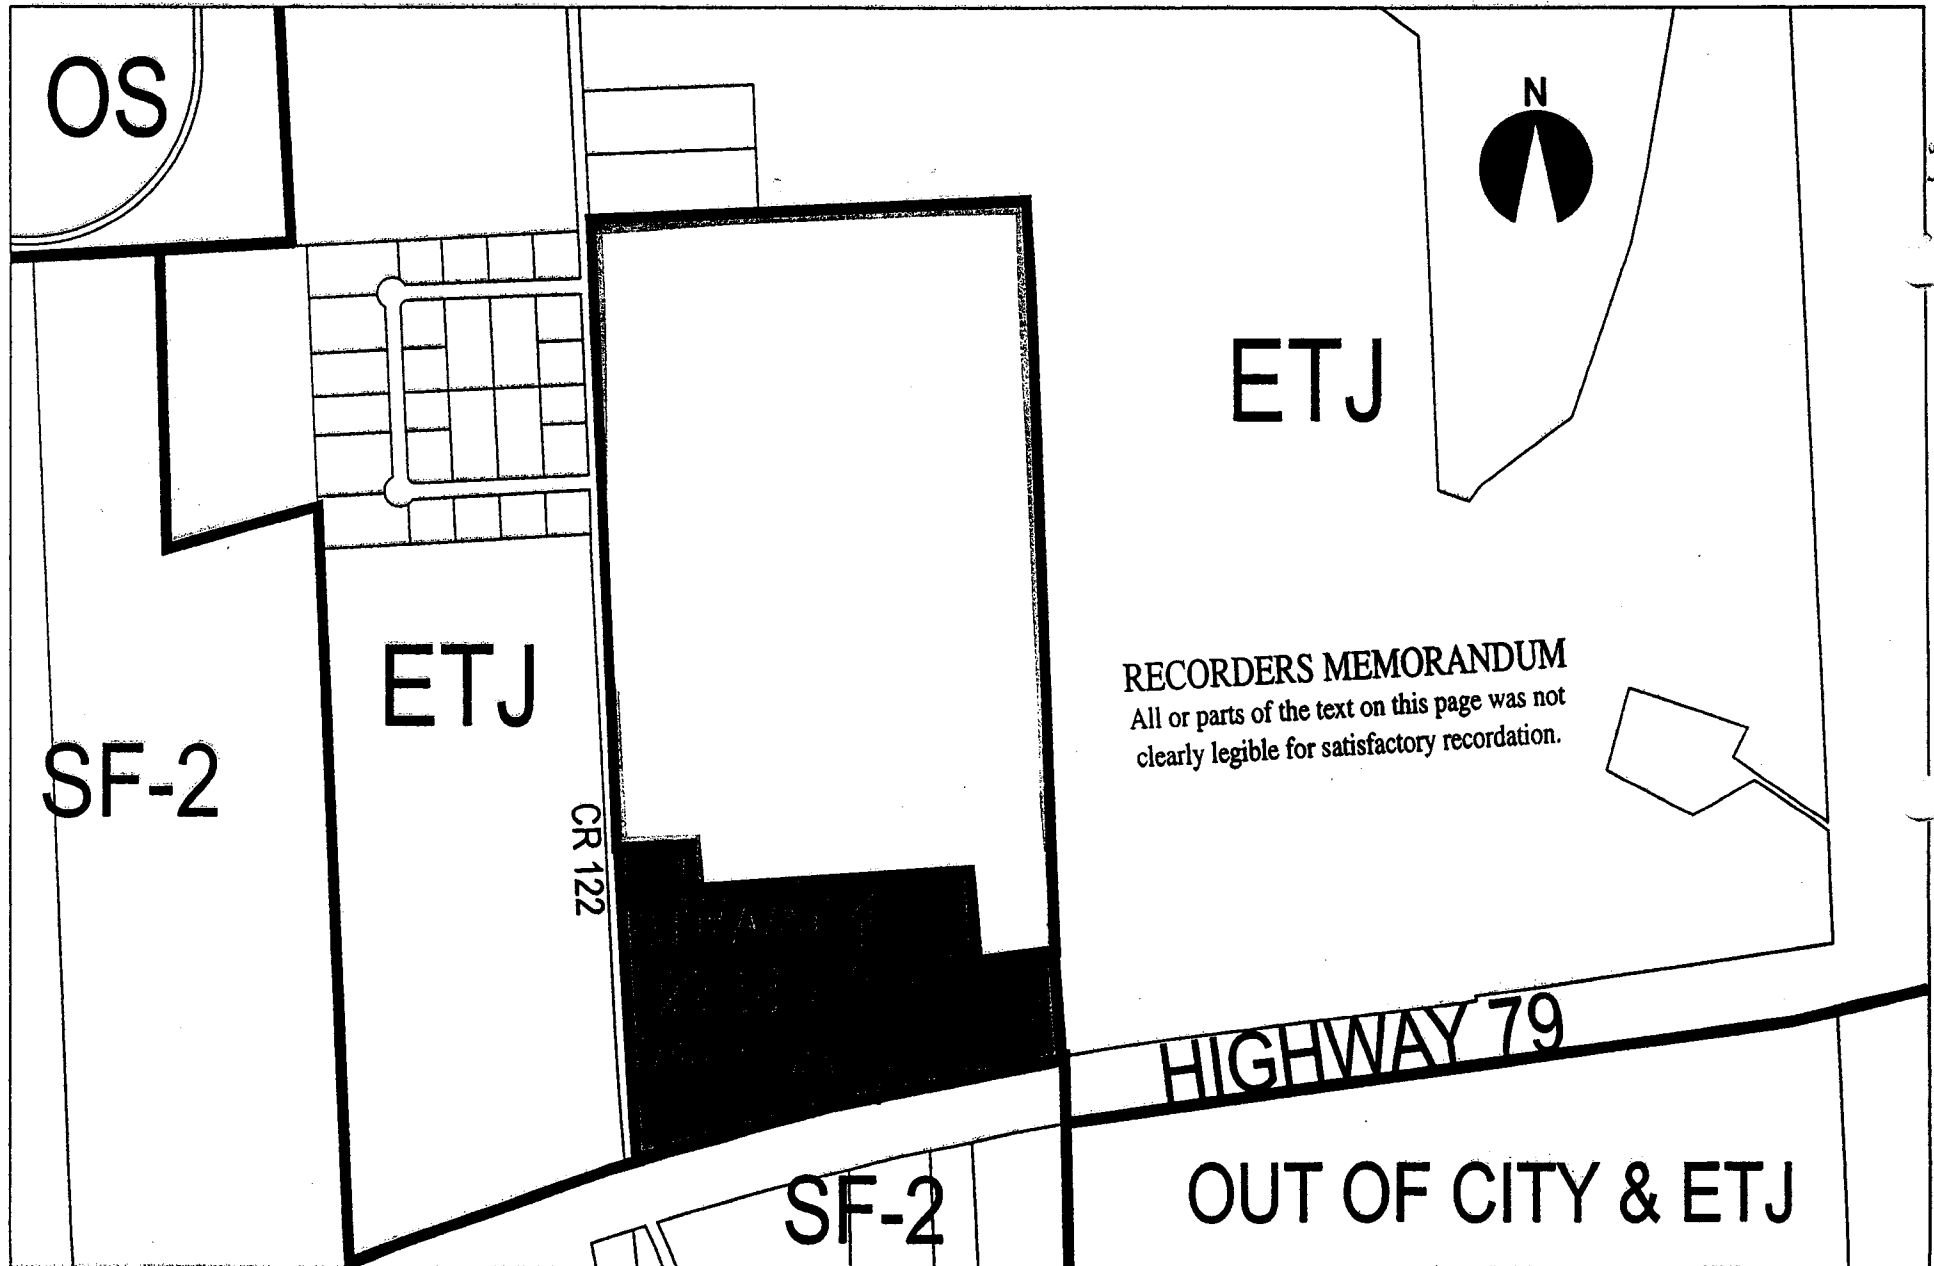 OS
N
ETJ
ETJ
RECORDERS MEMORANDUM
All or parts of the text on this page was not
clearly legible for satisfactory recordation.
SF-2
CR 122
HIGHWAY 79
SF-2
OUT OF CITY & ETJ